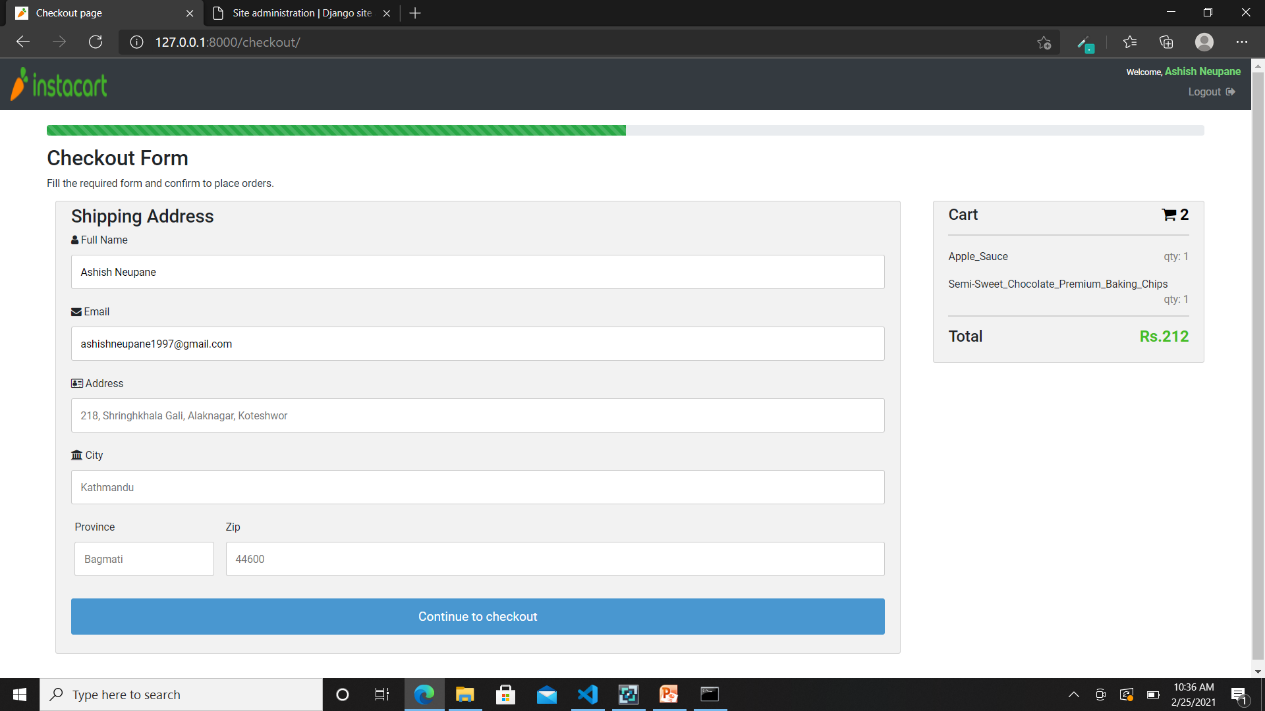 Checkout page
Site administration | Django site
127.0.0.1:8000/checkout/
instacart
Welcome, Ashish Neupane
Logout
Checkout Form
Fill the required form and confirm to place orders.
Shipping Address
Full Name
Ashish Neupane
Email
ashishneupane1997@gmail.com
Address
218, Shringhkhala Gali, Alaknagar, Koteshwor
City
Kathmandu
Province Zip
Bagmati 44600
Continue to checkout
Cart 2
Apple_Sauce qty: 1
Semi-Sweet_Chocolate_Premium_Baking_Chips
qty: 1
Total Rs.212
Type here to search
10:36 AM
2/25/2021
1